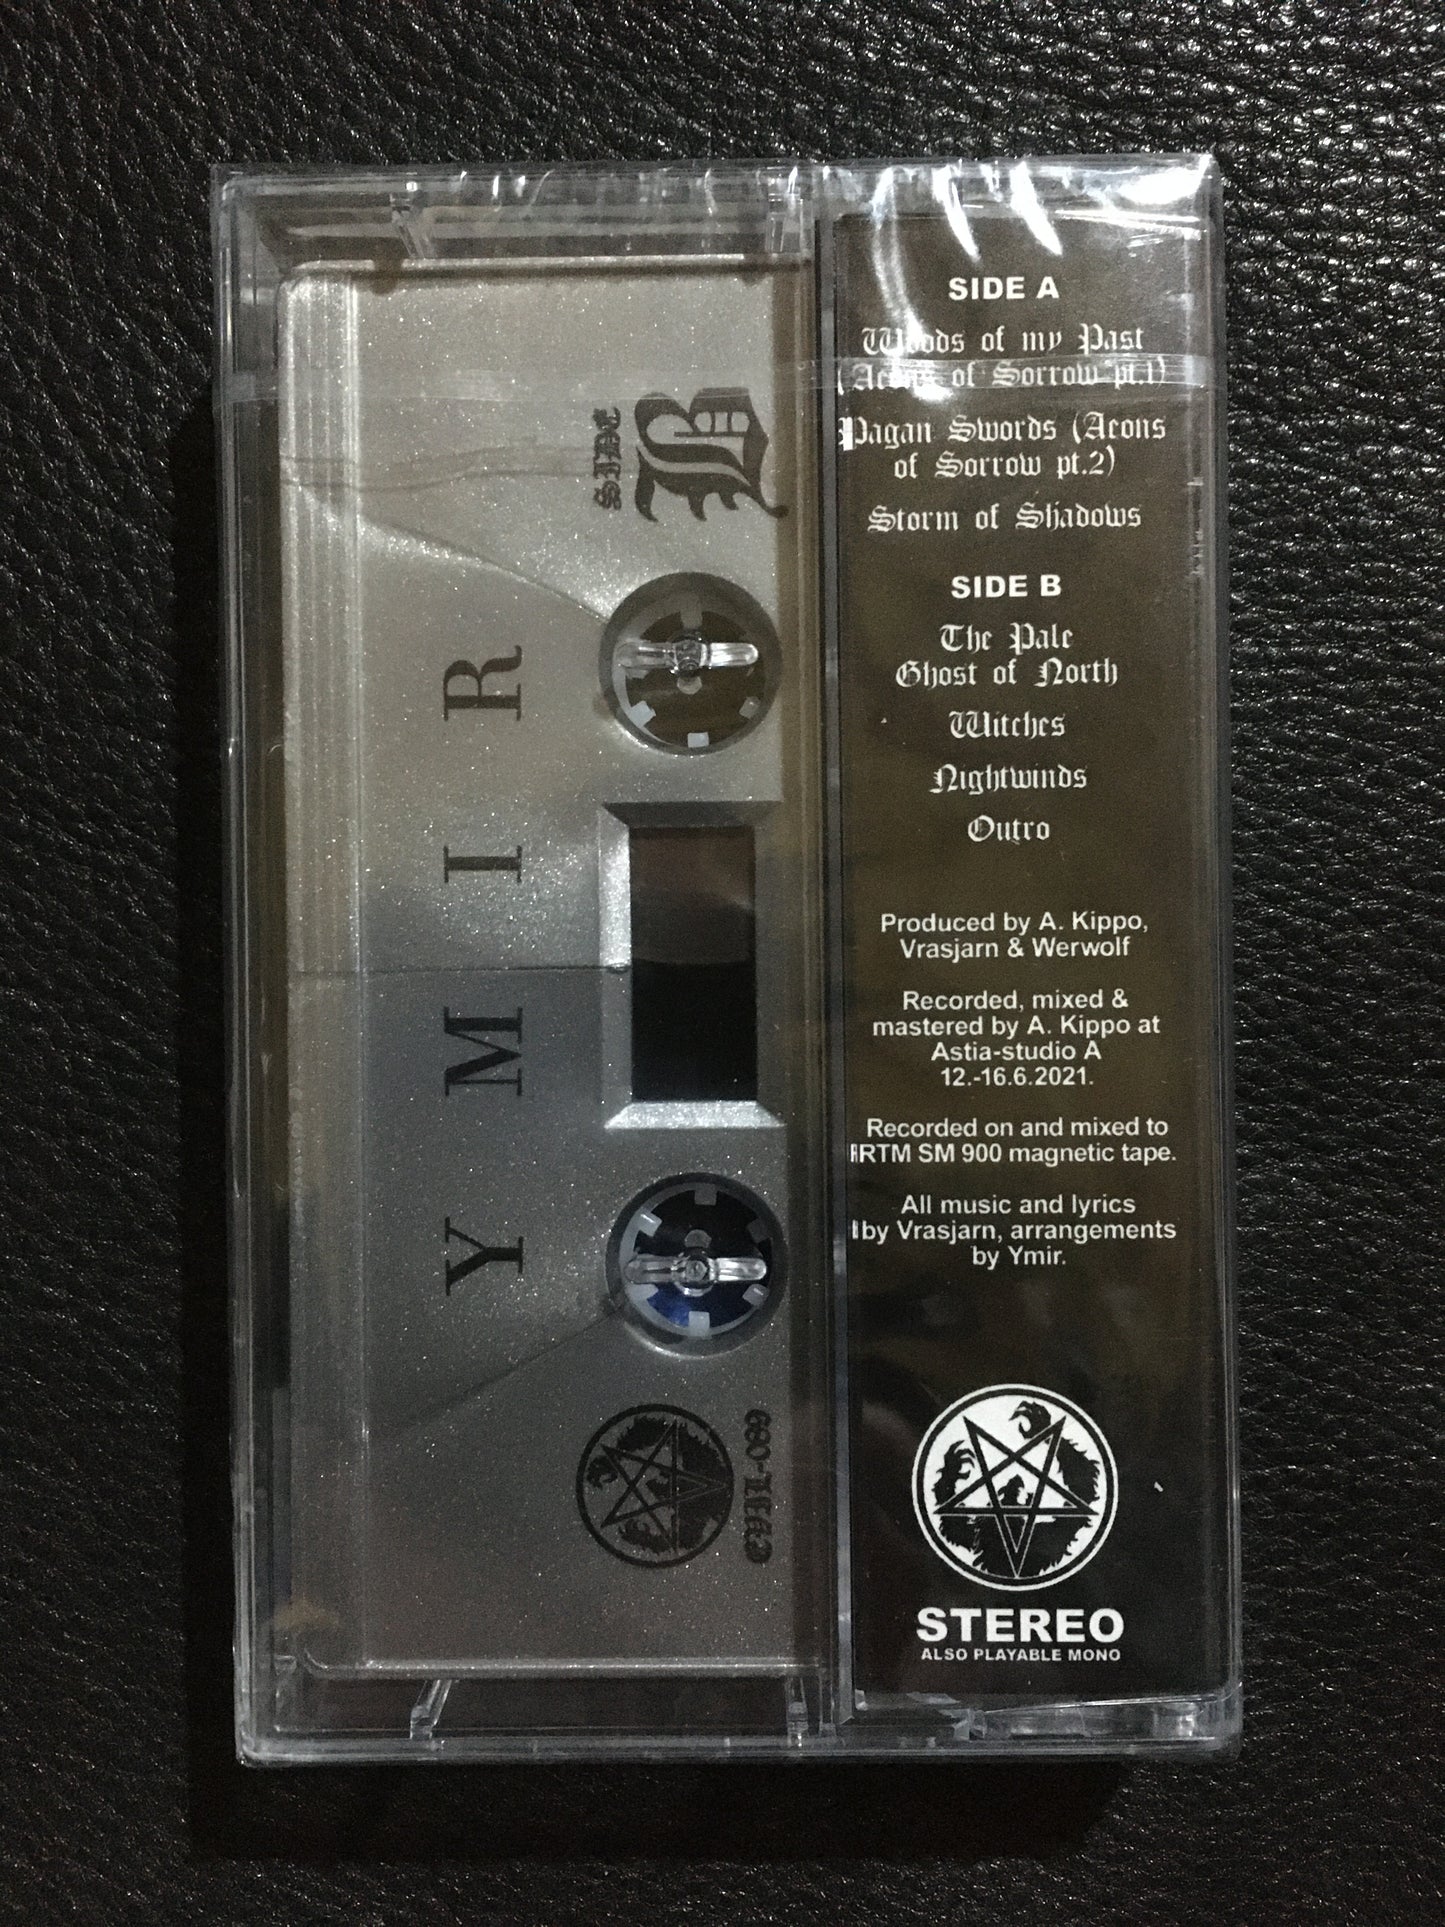 SIDE
B
Y M I R
EVIL-089
SIDE A
Woods of my Past
(Aeons of Sorrow pt.1)
Pagan Swords (Aeons
of Sorrow pt.2)
Storm of Shadows
SIDE B
The Pale
Ghost of North
Witches
Nightwinds
Outro
Produced by A. Kippo,
Vrasjarn & Werwolf
Recorded, mixed &
mastered by A. Kippo at
Astia-studio A
12.-16.6.2021.
Recorded on and mixed to
RTM SM 900 magnetic tape.
All music and lyrics
by Vrasjarn, arrangements
by Ymir.
STEREO
ALSO PLAYABLE MONO